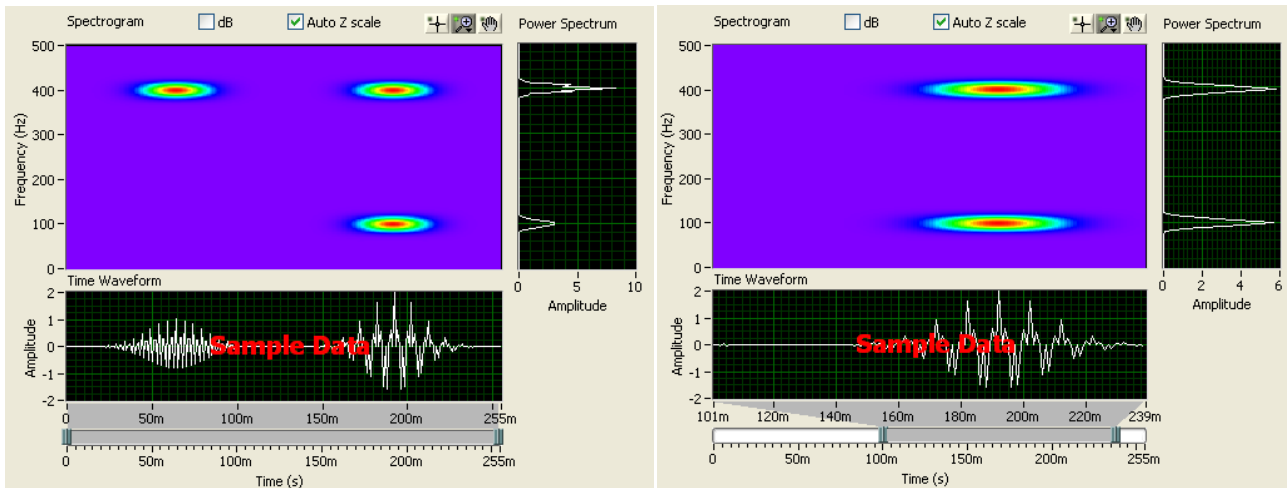 Spectrogram dB Auto Z scale Power Spectrum
500
400
300
200
100
0
Frequency (Hz)
0 5 10
Amplitude
Time Waveform
2
1
0
-1
-2
Amplitude
Sample Data
0 50m 100m 150m 200m 255m
0 50m 100m 150m 200m 255m
Time (s)
Spectrogram dB Auto Z scale Power Spectrum
500
400
300
200
100
0
Frequency (Hz)
0 2 4 6
Amplitude
Time Waveform
2
1
0
-1
-2
Amplitude
Sample Data
101m 120m 140m 160m 180m 200m 220m 239m
0 50m 100m 150m 200m 255m
Time (s)